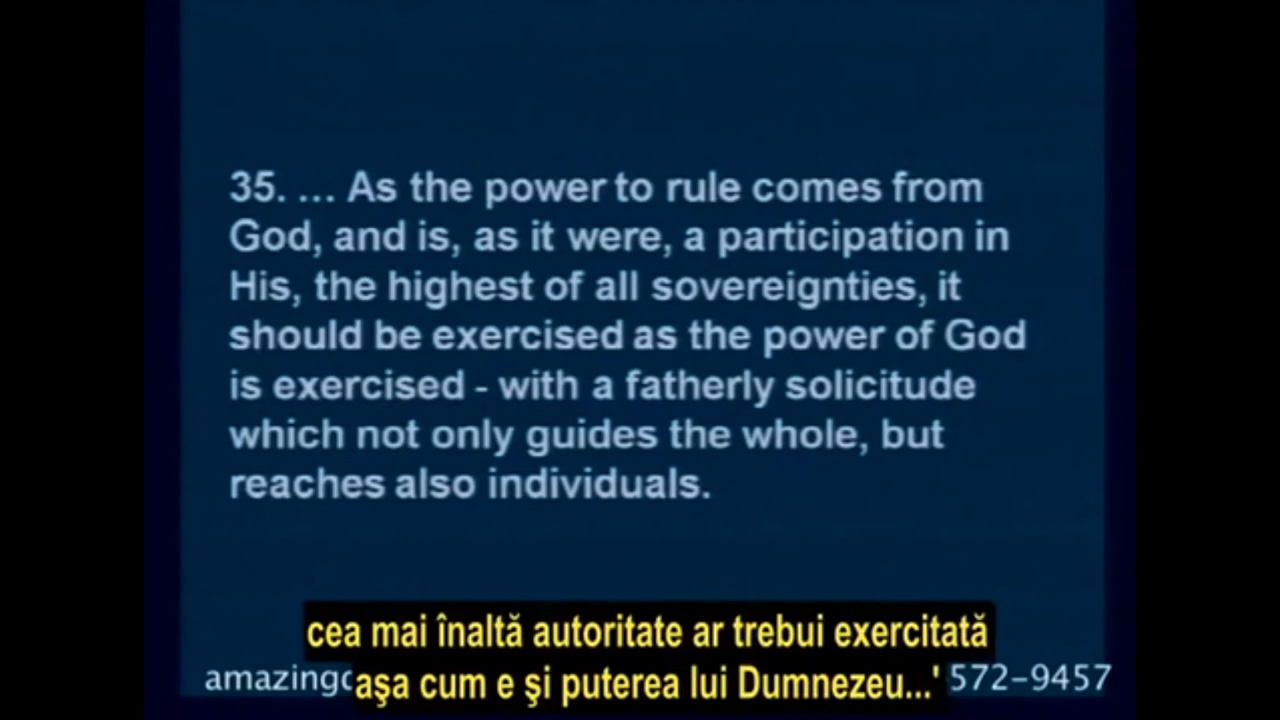 35. ... As the power to rule comes from
God, and is, as it were, a participation in
His, the highest of all sovereignties, it
should be exercised as the power of God
is exercised - with a fatherly solicitude
which not only guides the whole, but
reaches also individuals.
cea mai înaltă autoritate ar trebui exercitată
aşa cum e şi puterea lui Dumnezeu...'
572-9457